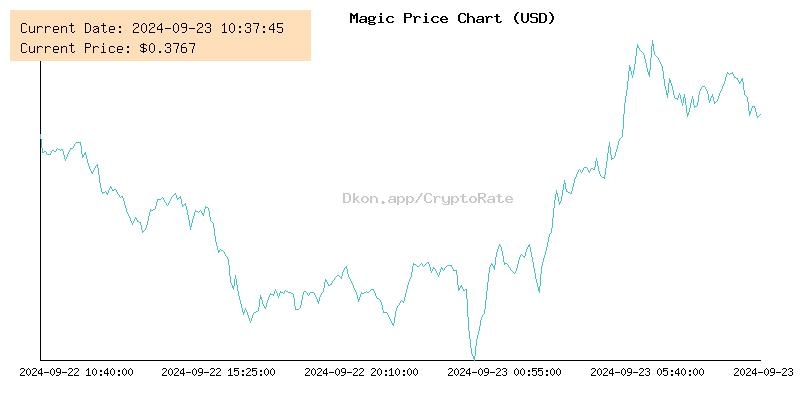 Magic Price Chart (USD)
Current Date: 2024-09-23 10:37:45
Current Price: $0.3767
Dkon.app/CryptoRate
2024-09-22 10:40:00 2024-09-22 15:25:00 2024-09-22 20:10:00 2024-09-23 00:55:00 2024-09-23 05:40:00 2024-09-23